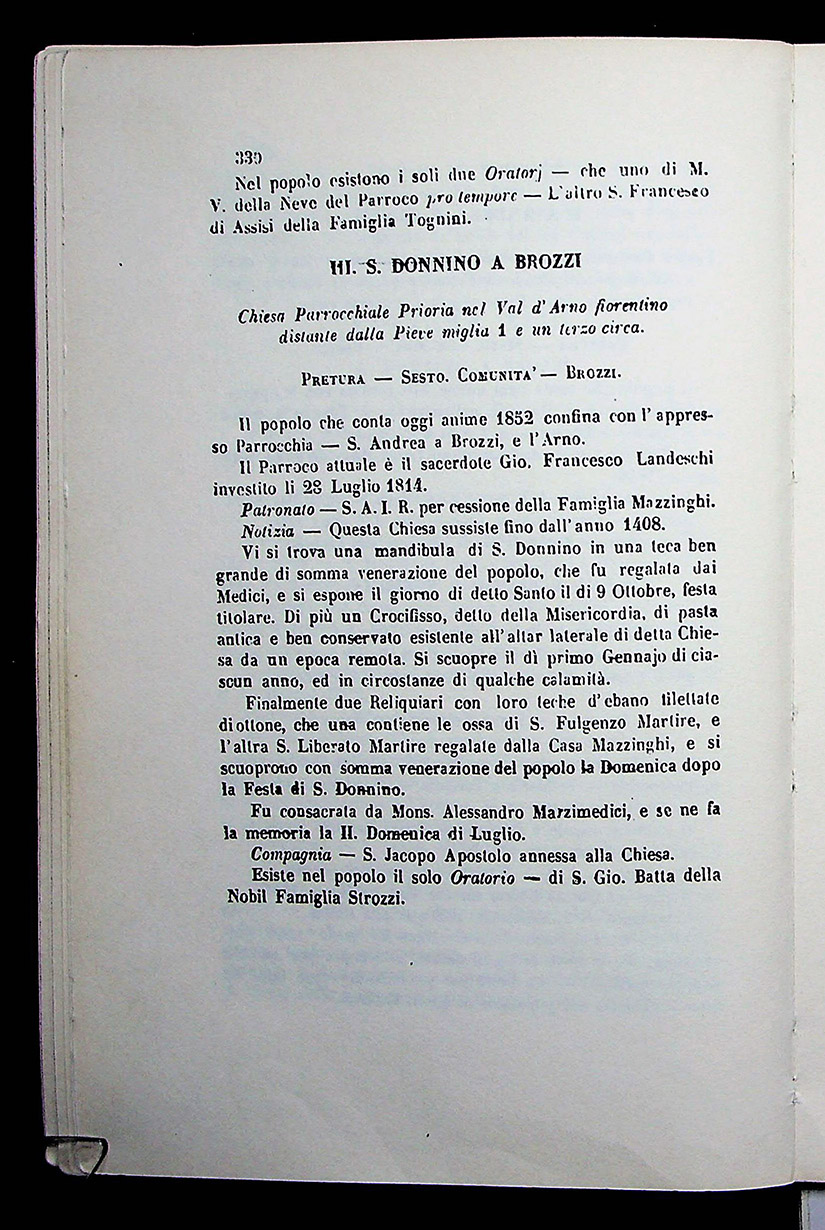 330
Nel popolo esistono i soli due Oratorj — che uno di M.
V. della Neve del Parroco pro tempore — L'altro S. Francesco
di Assisi della Famiglia Tognini.
III. S. DONNINO A BROZZI
Chiesa Parrocchiale Prioria nel Val d'Arno fiorentino
distante dalla Pieve miglia 1 e un terzo circa.
PRETURA — SESTO. COMUNITA' — BROZZI.
Il popolo che conta oggi anime 1852 confina con l'appres-
so Parrocchia — S. Andrea a Brozzi, e l'Arno.
Il Parroco attuale è il sacerdote Gio. Francesco Landeschi
investito li 28 Luglio 1814.
Patronato — S. A. I. R. per cessione della Famiglia Mazzinghi.
Notizia — Questa Chiesa sussiste fino dall'anno 1408.
Vi si trova una mandibula di S. Donnino in una teca ben
grande di somma venerazione del popolo, che fu regalata dai
Medici, e si espone il giorno di detto Santo il di 9 Ottobre, festa
titolare. Di più un Crocifisso, detto della Misericordia, di pasta
antica e ben conservato esistente all'altar laterale di detta Chie-
sa da un epoca remota. Si scuopre il dì primo Gennajo di cia-
scun anno, ed in circostanze di qualche calamità.
Finalmente due Reliquiari con loro teche d'ebano filettate
di ottone, che una contiene le ossa di S. Fulgenzo Martire, e
l'altra S. Liberato Martire regalate dalla Casa Mazzinghi, e si
scuoprono con somma venerazione del popolo la Domenica dopo
la Festa di S. Donnino.
Fu consacrata da Mons. Alessandro Marzimedici, e se ne fa
la memoria la II. Domenica di Luglio.
Compagnia — S. Jacopo Apostolo annessa alla Chiesa.
Esiste nel popolo il solo Oratorio — di S. Gio. Batta della
Nobil Famiglia Strozzi.